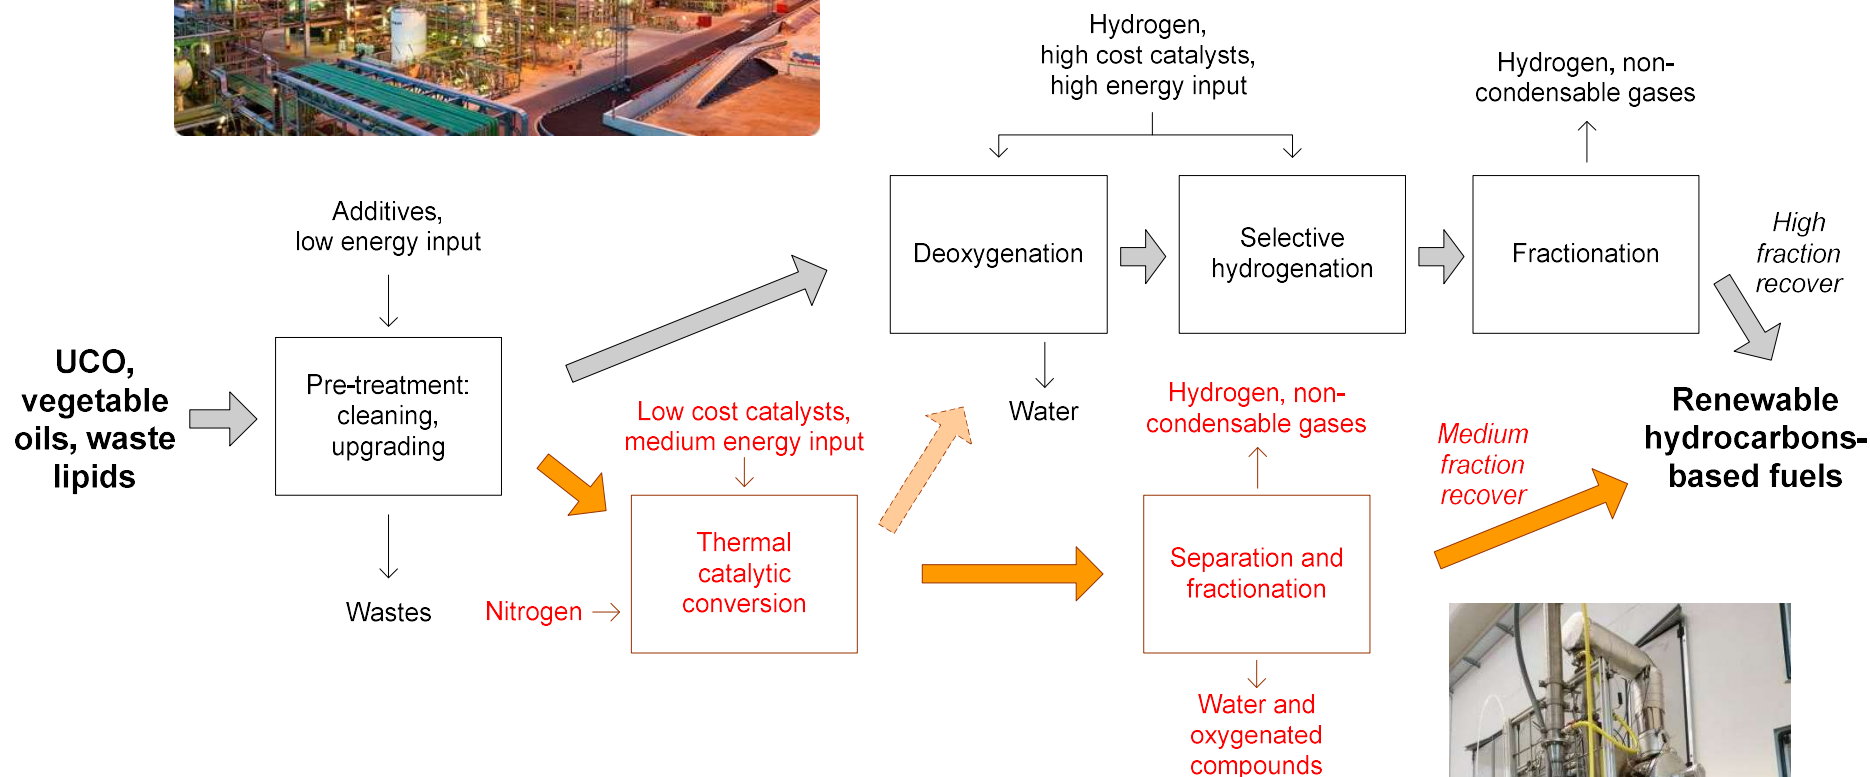 Hydrogen,
high cost catalysts,
high energy input
Hydrogen, non-
condensable gases
Additives,
low energy input
Deoxygenation
Selective
hydrogenation
Fractionation
High
fraction
recover
UCO,
vegetable
oils, waste
lipids
Pre-treatment:
cleaning,
upgrading
Water
Renewable
hydrocarbons-
based fuels
Low cost catalysts,
medium energy input
Hydrogen, non-
condensable gases
Medium
fraction
recover
Thermal
catalytic
conversion
Separation and
fractionation
Wastes
Nitrogen
Water and
oxygenated
compounds